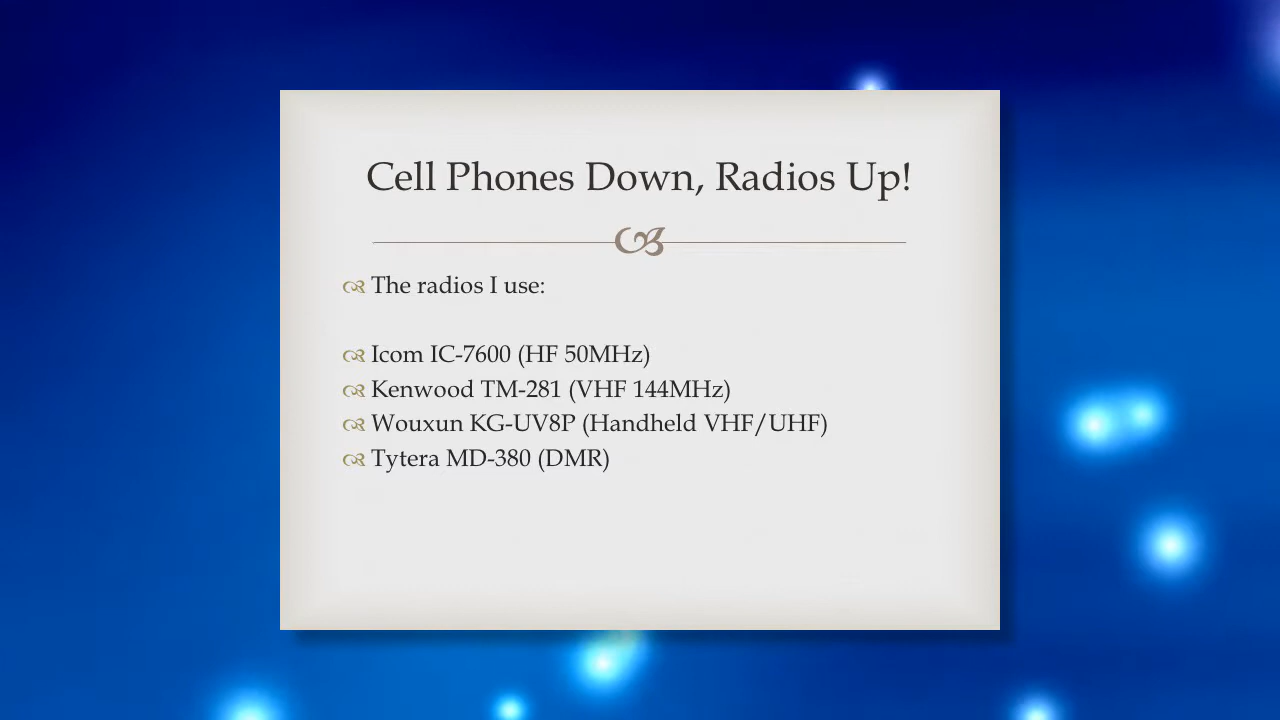 Cell Phones Down, Radios Up!
The radios I use:
Icom IC-7600 (HF 50MHz)
Kenwood TM-281 (VHF 144MHz)
Wouxun KG-UV8P (Handheld VHF/UHF)
Tytera MD-380 (DMR)